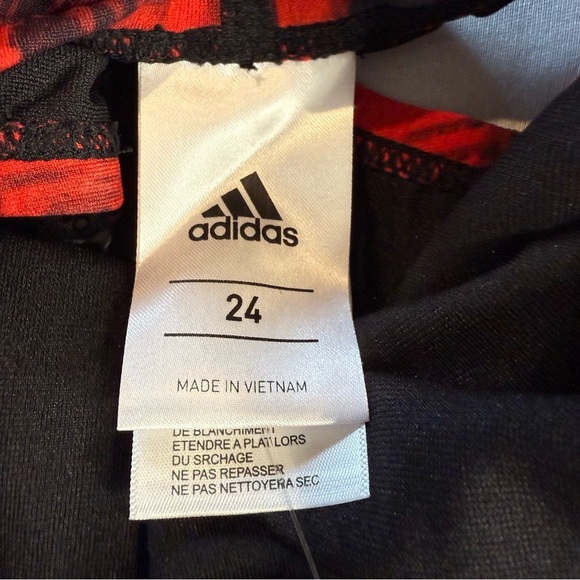 adidas
24
MADE IN VIETNAM
DE BLANCHIMENT
ETENDRE A PLAT LORS
DU SRCHAGE
NE PAS REPASSER
NE PAS NETTOYERA SEC